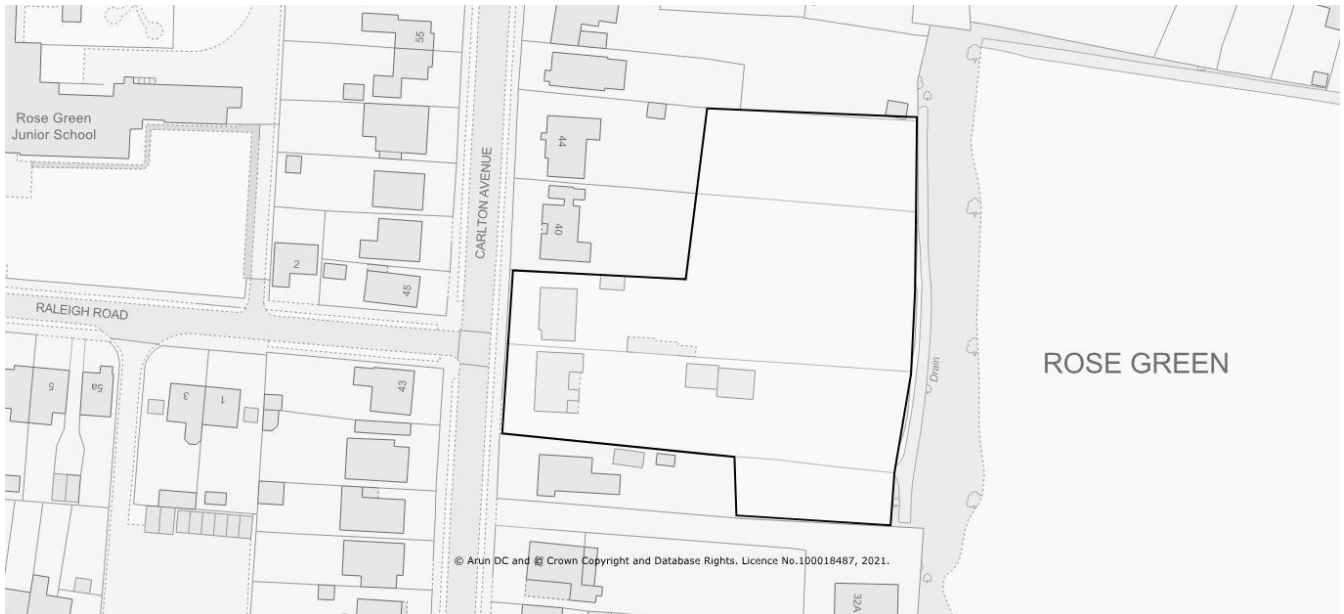 55
Rose Green
Junior School
44
CARLTON AVENUE
40
2
45
RALEIGH ROAD
ROSE GREEN
Drain
5
5a
3
1
43
© Arun DC and Crown Copyright and Database Rights. Licence No.100018487, 2021.
32A